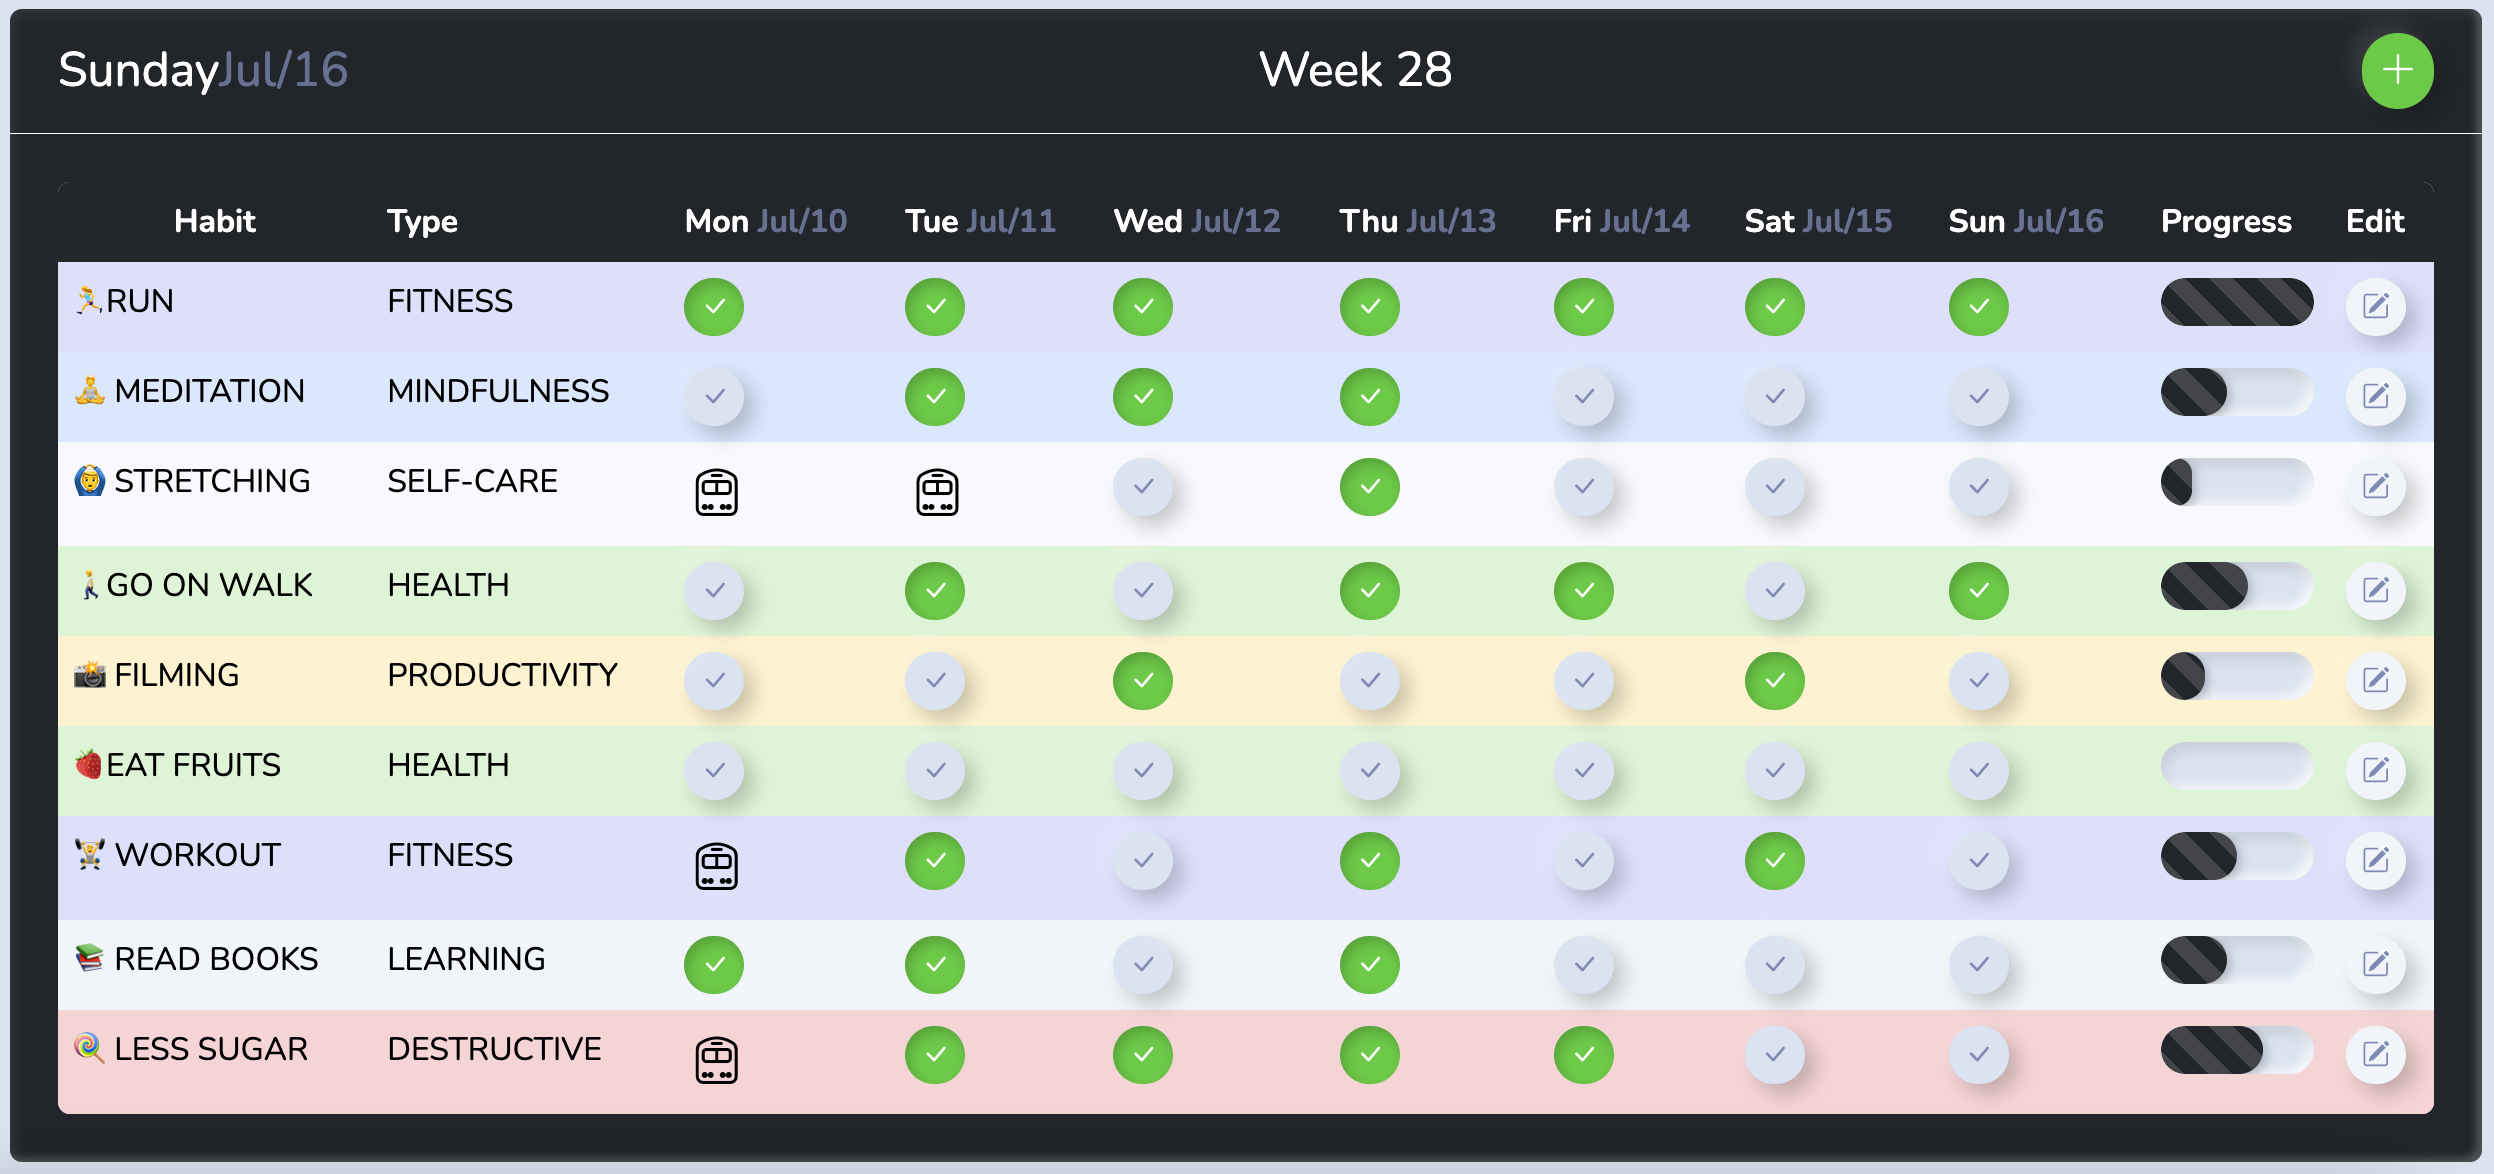 SundayJul/16 Week 28
Habit Type Mon Jul/10 Tue Jul/11 Wed Jul/12 Thu Jul/13 Fri Jul/14 Sat Jul/15 Sun Jul/16 Progress Edit
RUN FITNESS
MEDITATION MINDFULNESS
STRETCHING SELF-CARE
GO ON WALK HEALTH
FILMING PRODUCTIVITY
EAT FRUITS HEALTH
WORKOUT FITNESS
READ BOOKS LEARNING
LESS SUGAR DESTRUCTIVE